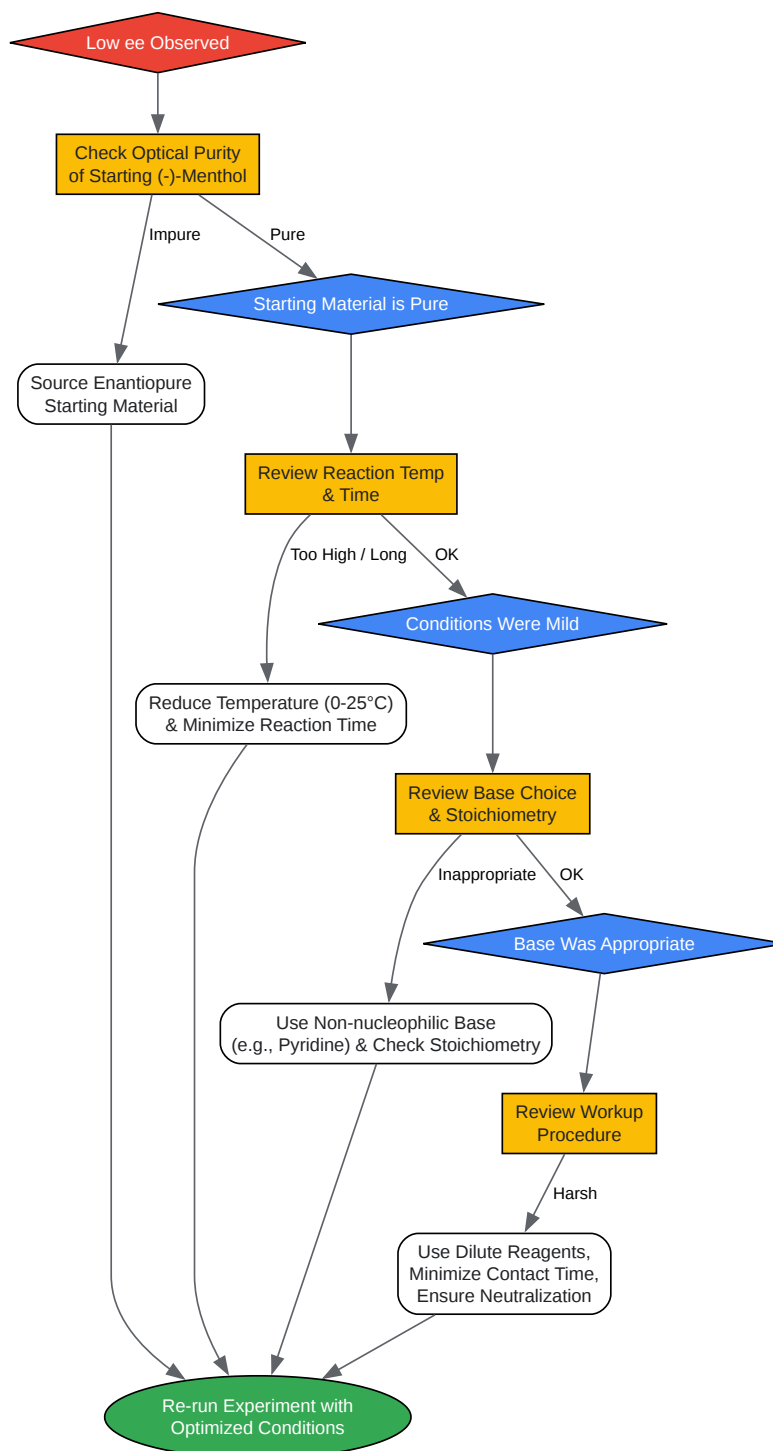 Low ee Observed
Check Optical Purity
of Starting (-)-Menthol
Impure
Pure
Starting Material is Pure
Source Enantiopure
Starting Material
Review Reaction Temp
& Time
Too High / Long
OK
Conditions Were Mild
Reduce Temperature (0-25°C)
& Minimize Reaction Time
Review Base Choice
& Stoichiometry
Inappropriate
OK
Base Was Appropriate
Use Non-nucleophilic Base
(e.g., Pyridine) & Check Stoichiometry
Review Workup
Procedure
Harsh
Use Dilute Reagents,
Minimize Contact Time,
Ensure Neutralization
Re-run Experiment with
Optimized Conditions